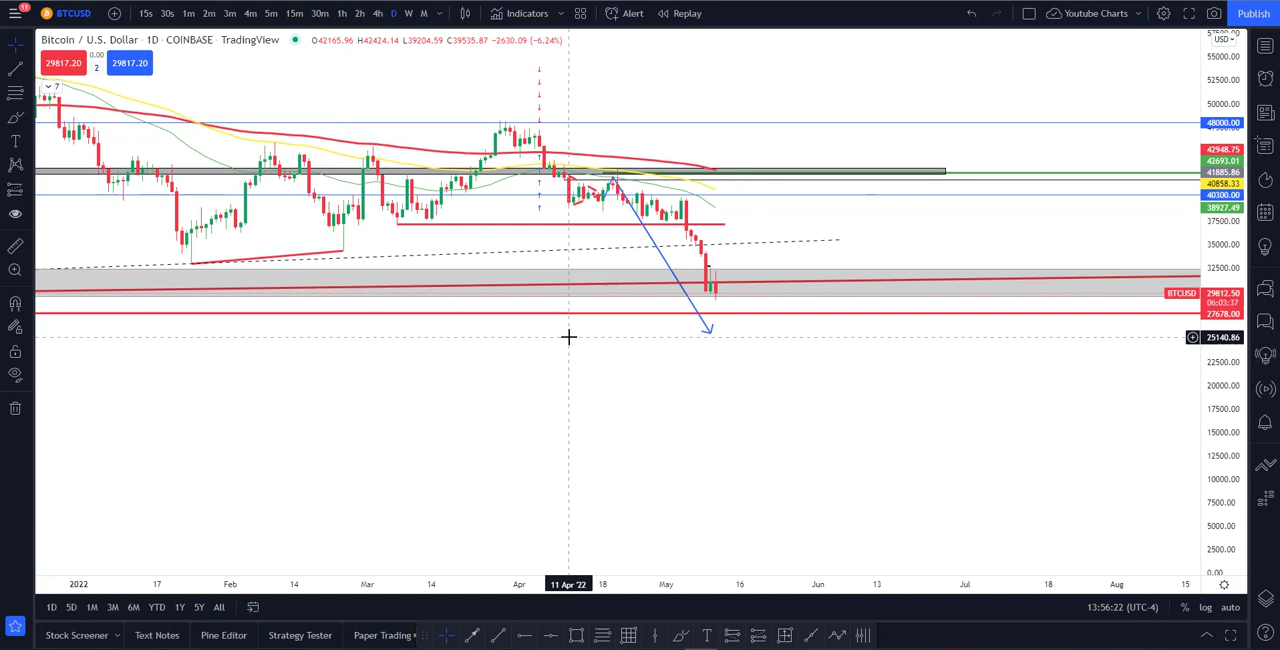 11
BTCUSD
15s 30s 1m 2m 3m 4m 5m 15m 30m 1h 2h 4h D W M
Indicators
Alert
Replay
Youtube Charts
Publish
Bitcoin / U.S. Dollar · 1D · COINBASE · TradingView
O42165.96 H42424.14 L39204.59 C39535.87 −2630.09 (−6.24%)
USD
29817.20
0.00
2
29817.20
7
55000.00
52500.00
50000.00
48000.00
42948.75
42693.01
41885.86
40858.33
40300.00
38927.49
37500.00
35000.00
32500.00
BTCUSD
29812.50
06:03:37
27678.00
25140.86
22500.00
20000.00
17500.00
15000.00
12500.00
10000.00
7500.00
5000.00
2500.00
0.00
2022 17 Feb 14 Mar 14 Apr 11 Apr '22 18 May 16 Jun 13 Jul 18 Aug 15
1D 5D 1M 3M 6M YTD 1Y 5Y All
13:56:22 (UTC-4)
% log auto
Stock Screener
Text Notes
Pine Editor
Strategy Tester
Paper Trading